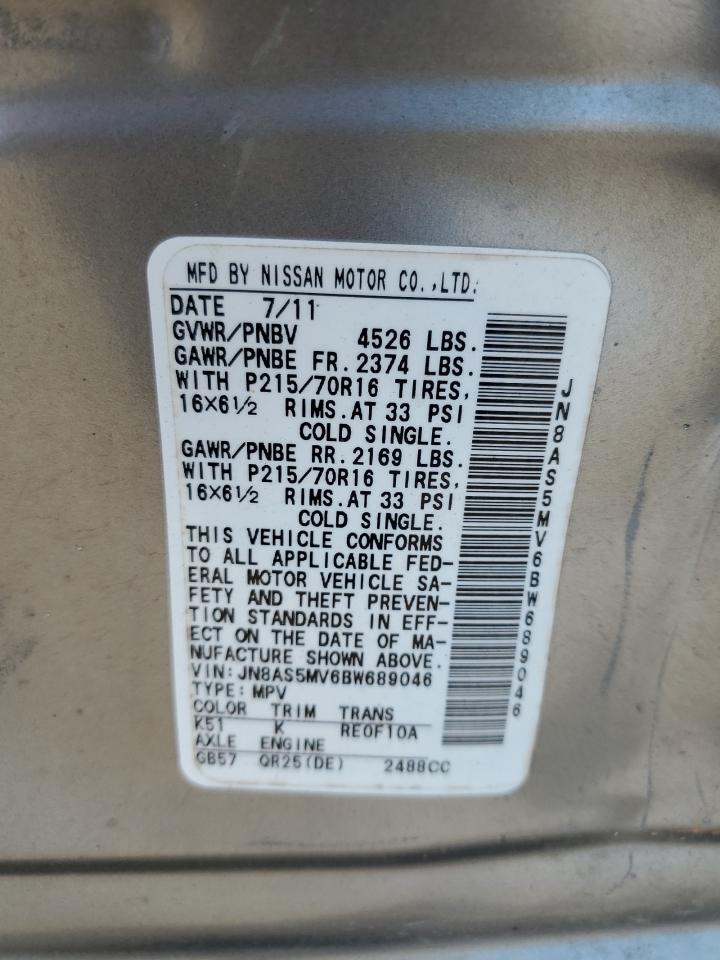 MFD BY NISSAN MOTOR CO.,LTD.
DATE 7/11
GVWR/PNBV 4526 LBS.
GAWR/PNBE FR. 2374 LBS.
WITH P215/70R16 TIRES,
16×6½ RIMS.AT 33 PSI
COLD SINGLE.
GAWR/PNBE RR. 2169 LBS.
WITH P215/70R16 TIRES,
16×6½ RIMS.AT 33 PSI
COLD SINGLE.
THIS VEHICLE CONFORMS
TO ALL APPLICABLE FED-
ERAL MOTOR VEHICLE SA-
FETY AND THEFT PREVEN-
TION STANDARDS IN EFF-
ECT ON THE DATE OF MA-
NUFACTURE SHOWN ABOVE.
VIN:JN8AS5MV6BW689046
TYPE:MPV
COLOR TRIM TRANS
K51 K RE0F10A
AXLE ENGINE
GB57 QR25(DE) 2488CC
JN8AS5MV6BW689046